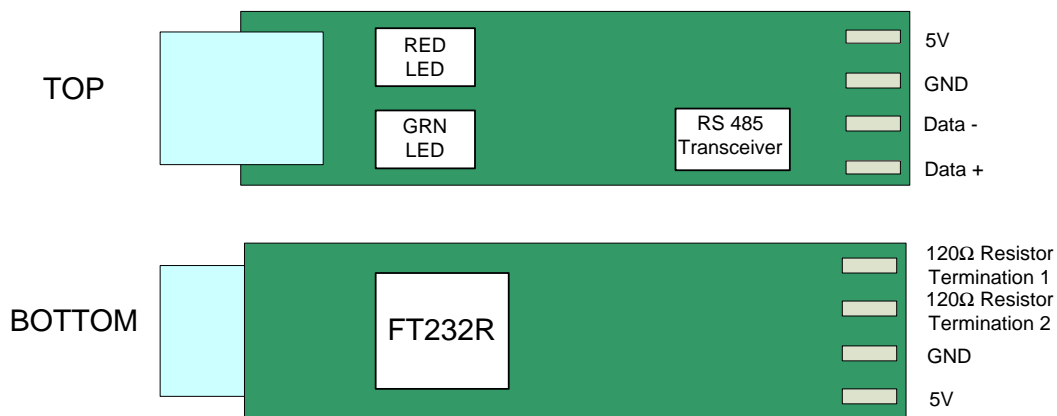 TOP
RED
LED
GRN
LED
RS 485
Transceiver
5V
GND
Data -
Data +
BOTTOM
FT232R
120Ω Resistor
Termination 1
120Ω Resistor
Termination 2
GND
5V